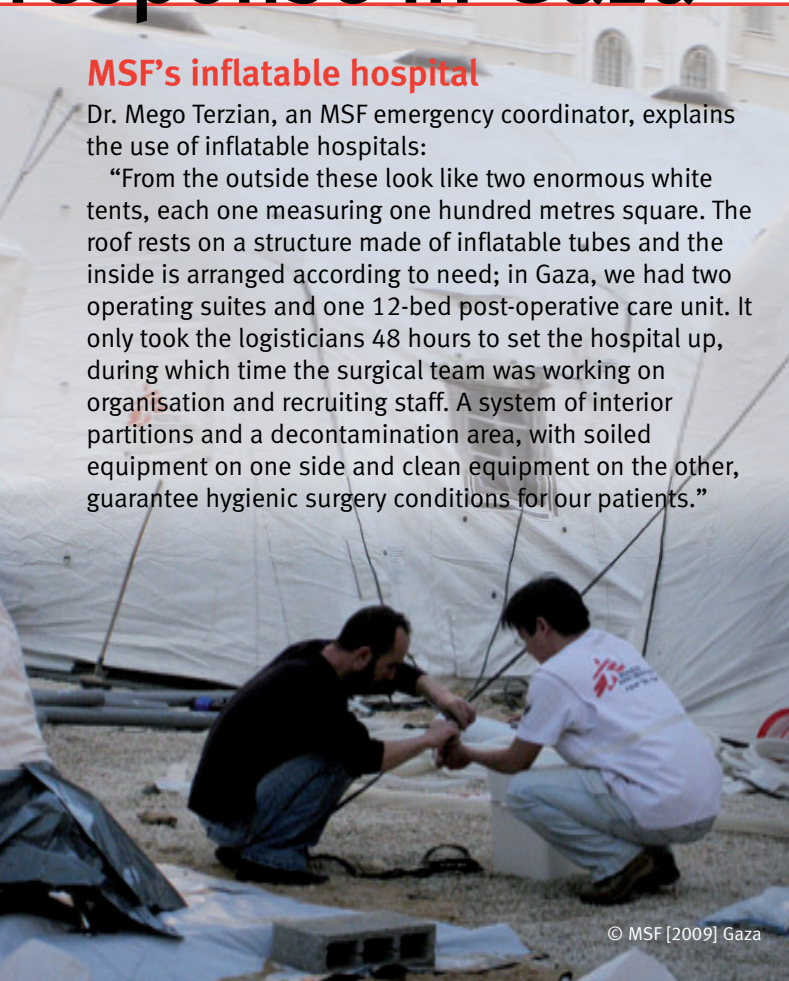 response in Gaza
MSF’s inflatable hospital
Dr. Mego Terzian, an MSF emergency coordinator, explains
the use of inflatable hospitals:
“From the outside these look like two enormous white
tents, each one measuring one hundred metres square. The
roof rests on a structure made of inflatable tubes and the
inside is arranged according to need; in Gaza, we had two
operating suites and one 12-bed post-operative care unit. It
only took the logisticians 48 hours to set the hospital up,
during which time the surgical team was working on
organisation and recruiting staff. A system of interior
partitions and a decontamination area, with soiled
equipment on one side and clean equipment on the other,
guarantee hygienic surgery conditions for our patients.”
© MSF [2009] Gaza